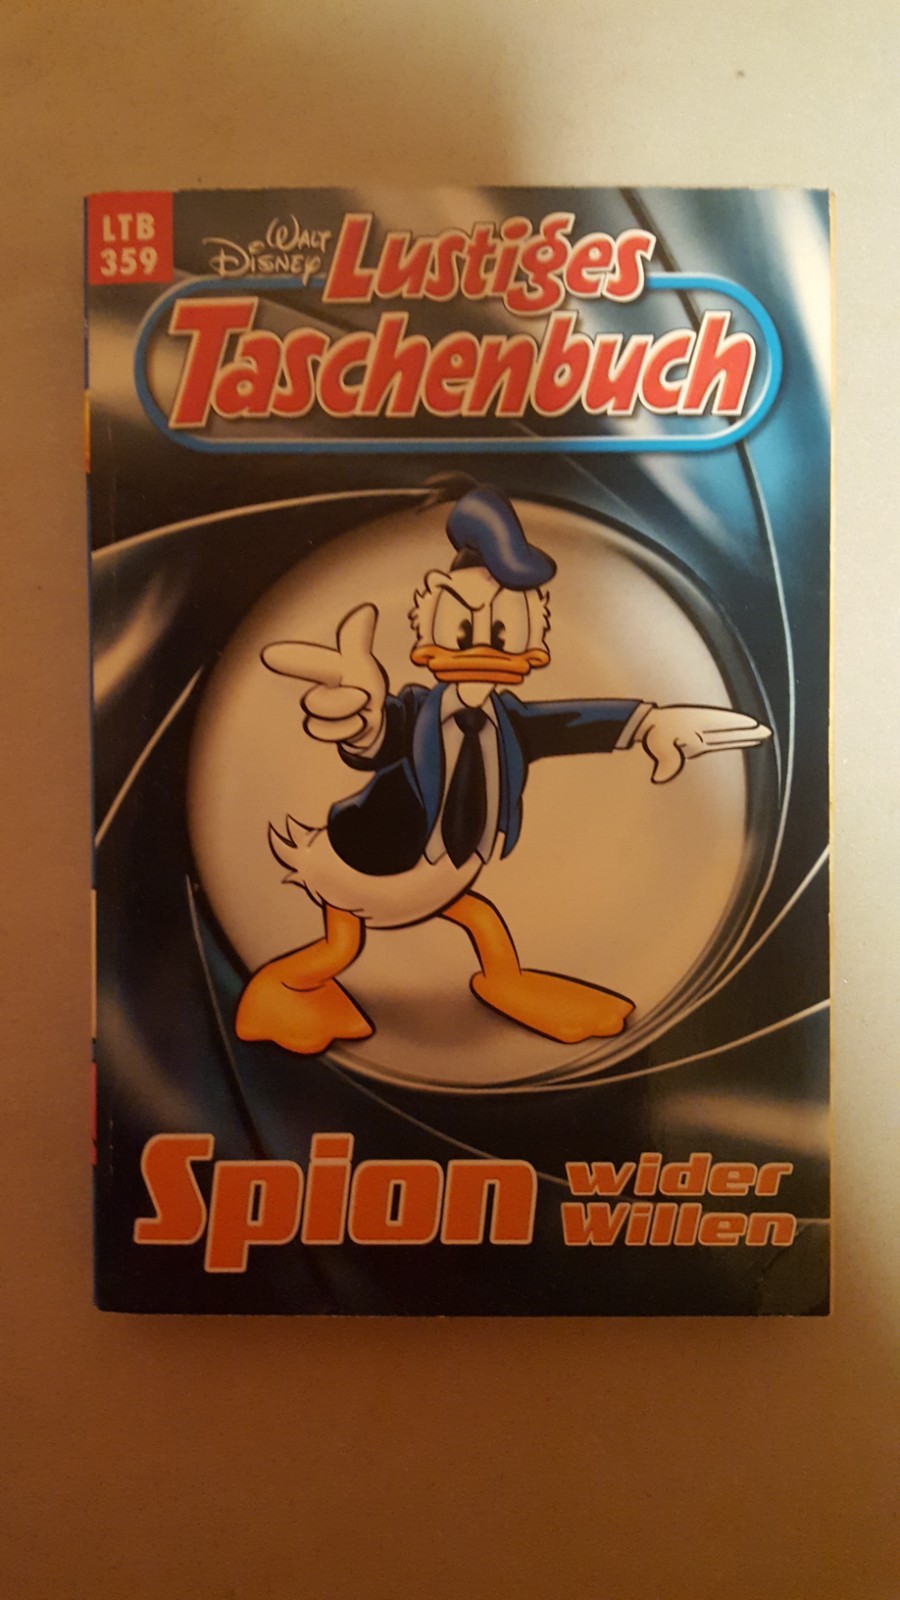 LTB
359
Walt
Disney
Lustiges
Taschenbuch
Spion
wider
Willen